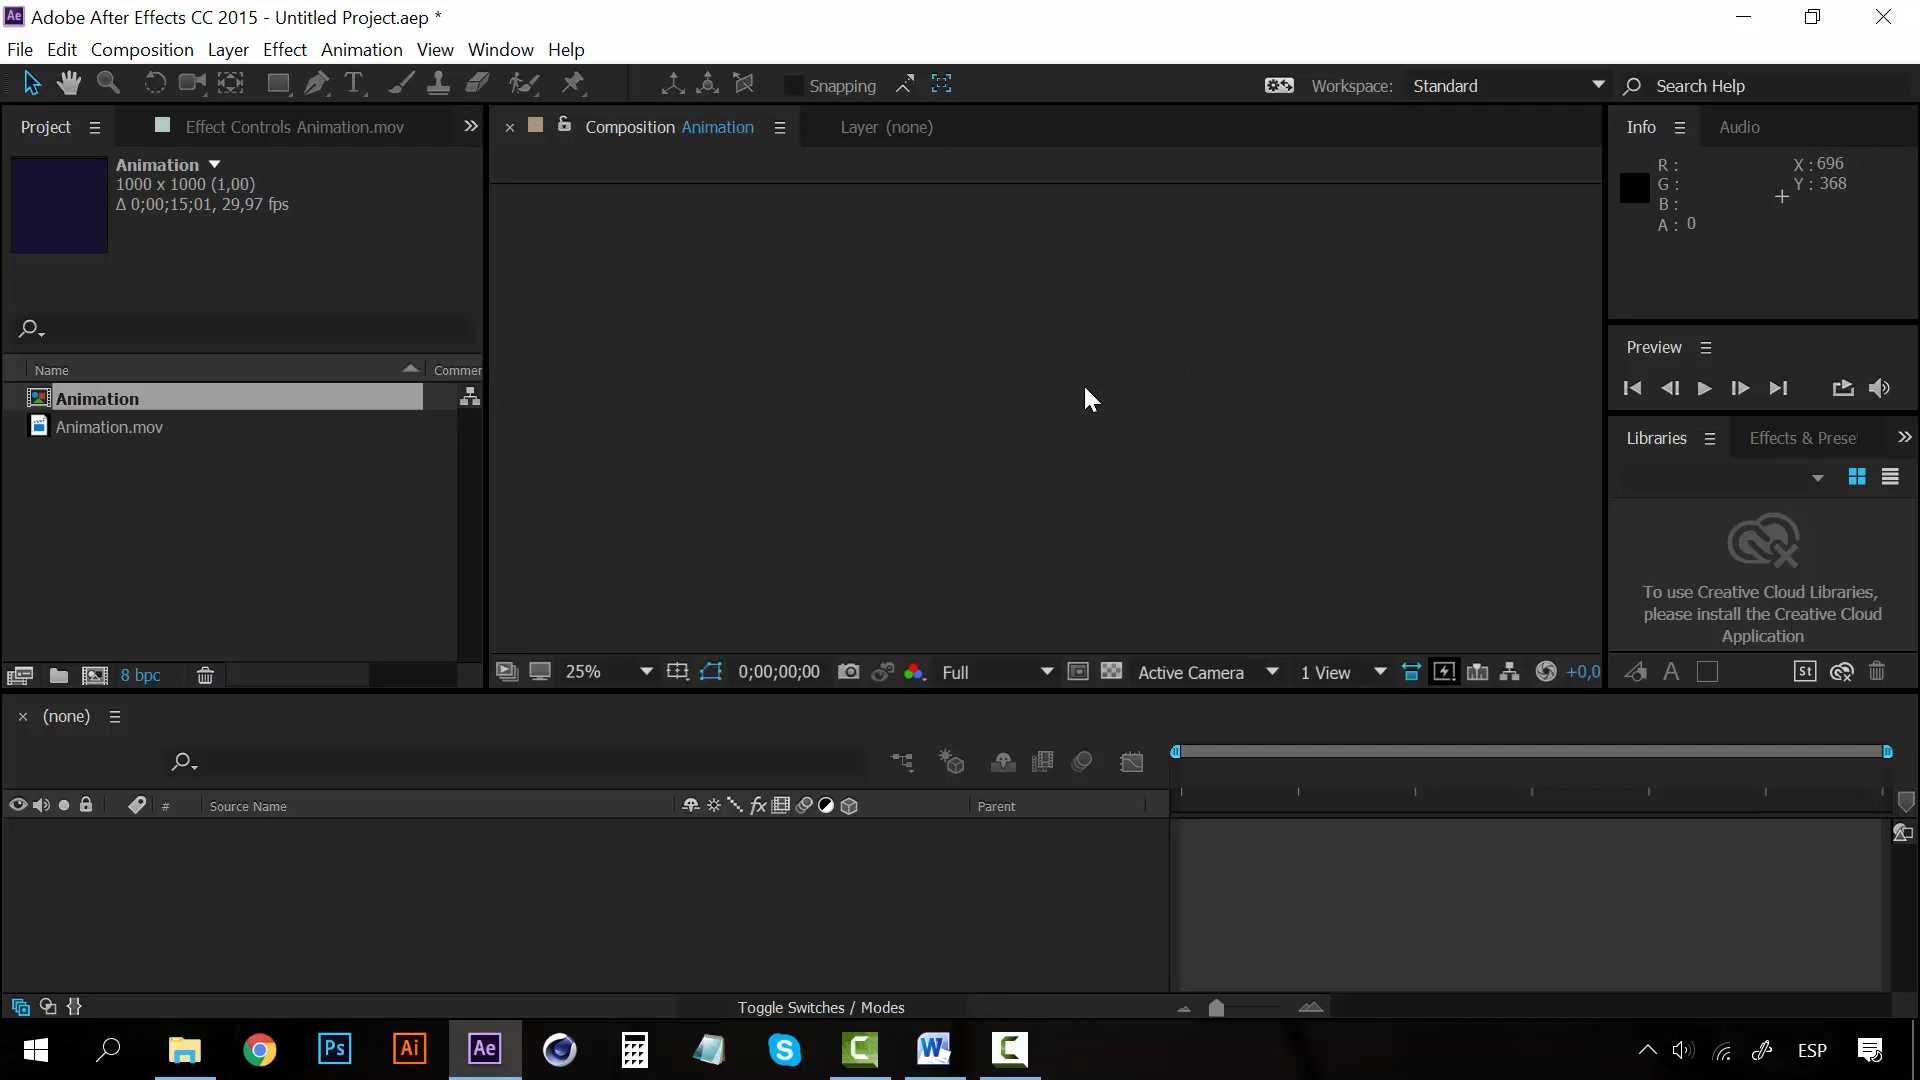 Adobe After Effects CC 2015 - Untitled Project.aep *
File Edit Composition Layer Effect Animation View Window Help
Snapping
Workspace: Standard
Search Help
Project
Effect Controls Animation.mov
Composition Animation
Layer (none)
Info
Audio
Animation
1000 x 1000 (1,00)
Δ 0;00;15;01, 29,97 fps
R :
G :
B :
A : 0
X : 696
Y : 368
Preview
Name
Commer
Animation
Animation.mov
Libraries
Effects & Prese
To use Creative Cloud Libraries,
please install the Creative Cloud
Application
8 bpc
25%
0;00;00;00
Full
Active Camera
1 View
+0,0
St
(none)
#
Source Name
Parent
Toggle Switches / Modes
Ps
Ai
Ae
ESP